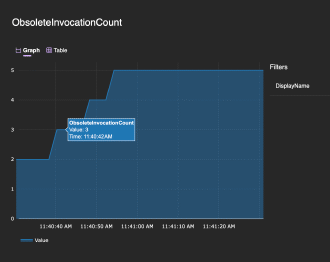 ObsoleteInvocationCount
Graph
Table
Filters
DisplayName
5
4
3
2
1
0
ObsoleteInvocationCount
Value: 3
Time: 11:40:42AM
11:40:40 AM
11:40:50 AM
11:41:00 AM
11:41:10 AM
11:41:20 AM
Value